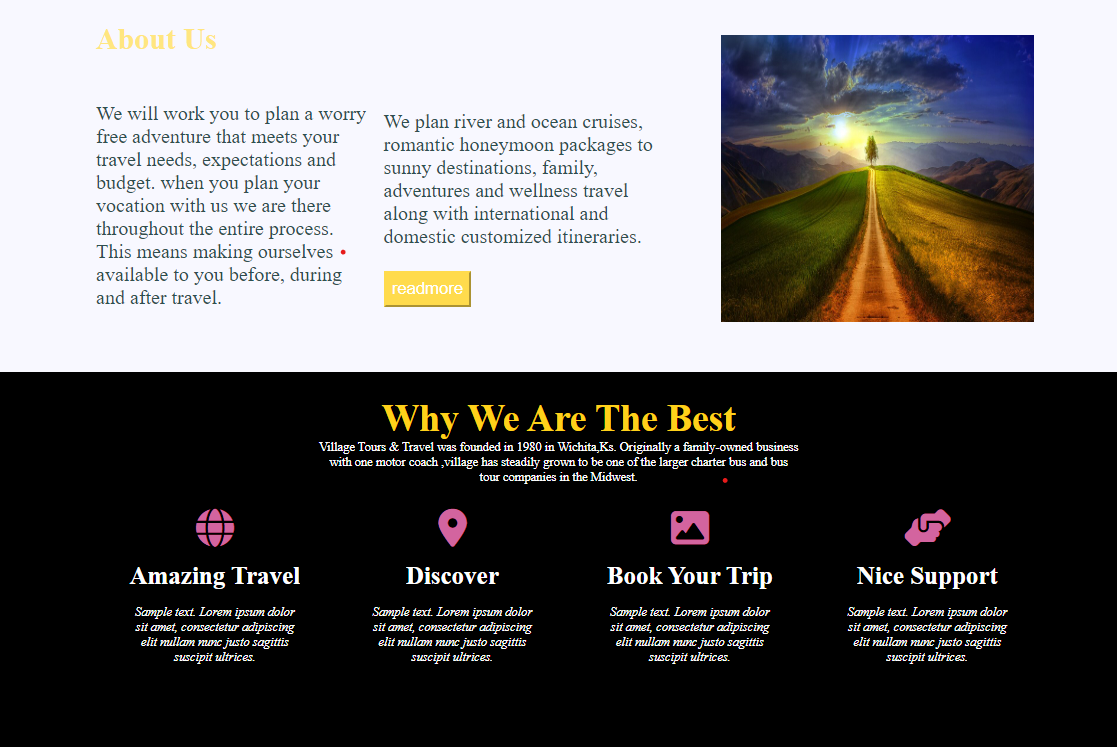 About Us
We will work you to plan a worry
free adventure that meets your
travel needs, expectations and
budget. when you plan your
vocation with us we are there
throughout the entire process.
This means making ourselves
available to you before, during
and after travel.
We plan river and ocean cruises,
romantic honeymoon packages to
sunny destinations, family,
adventures and wellness travel
along with international and
domestic customized itineraries.
readmore
Why We Are The Best
Village Tours & Travel was founded in 1980 in Wichita,Ks. Originally a family-owned business
with one motor coach ,village has steadily grown to be one of the larger charter bus and bus
tour companies in the Midwest.
Amazing Travel
Sample text. Lorem ipsum dolor
sit amet, consectetur adipiscing
elit nullam nunc justo sagittis
suscipit ultrices.
Discover
Sample text. Lorem ipsum dolor
sit amet, consectetur adipiscing
elit nullam nunc justo sagittis
suscipit ultrices.
Book Your Trip
Sample text. Lorem ipsum dolor
sit amet, consectetur adipiscing
elit nullam nunc justo sagittis
suscipit ultrices.
Nice Support
Sample text. Lorem ipsum dolor
sit amet, consectetur adipiscing
elit nullam nunc justo sagittis
suscipit ultrices.